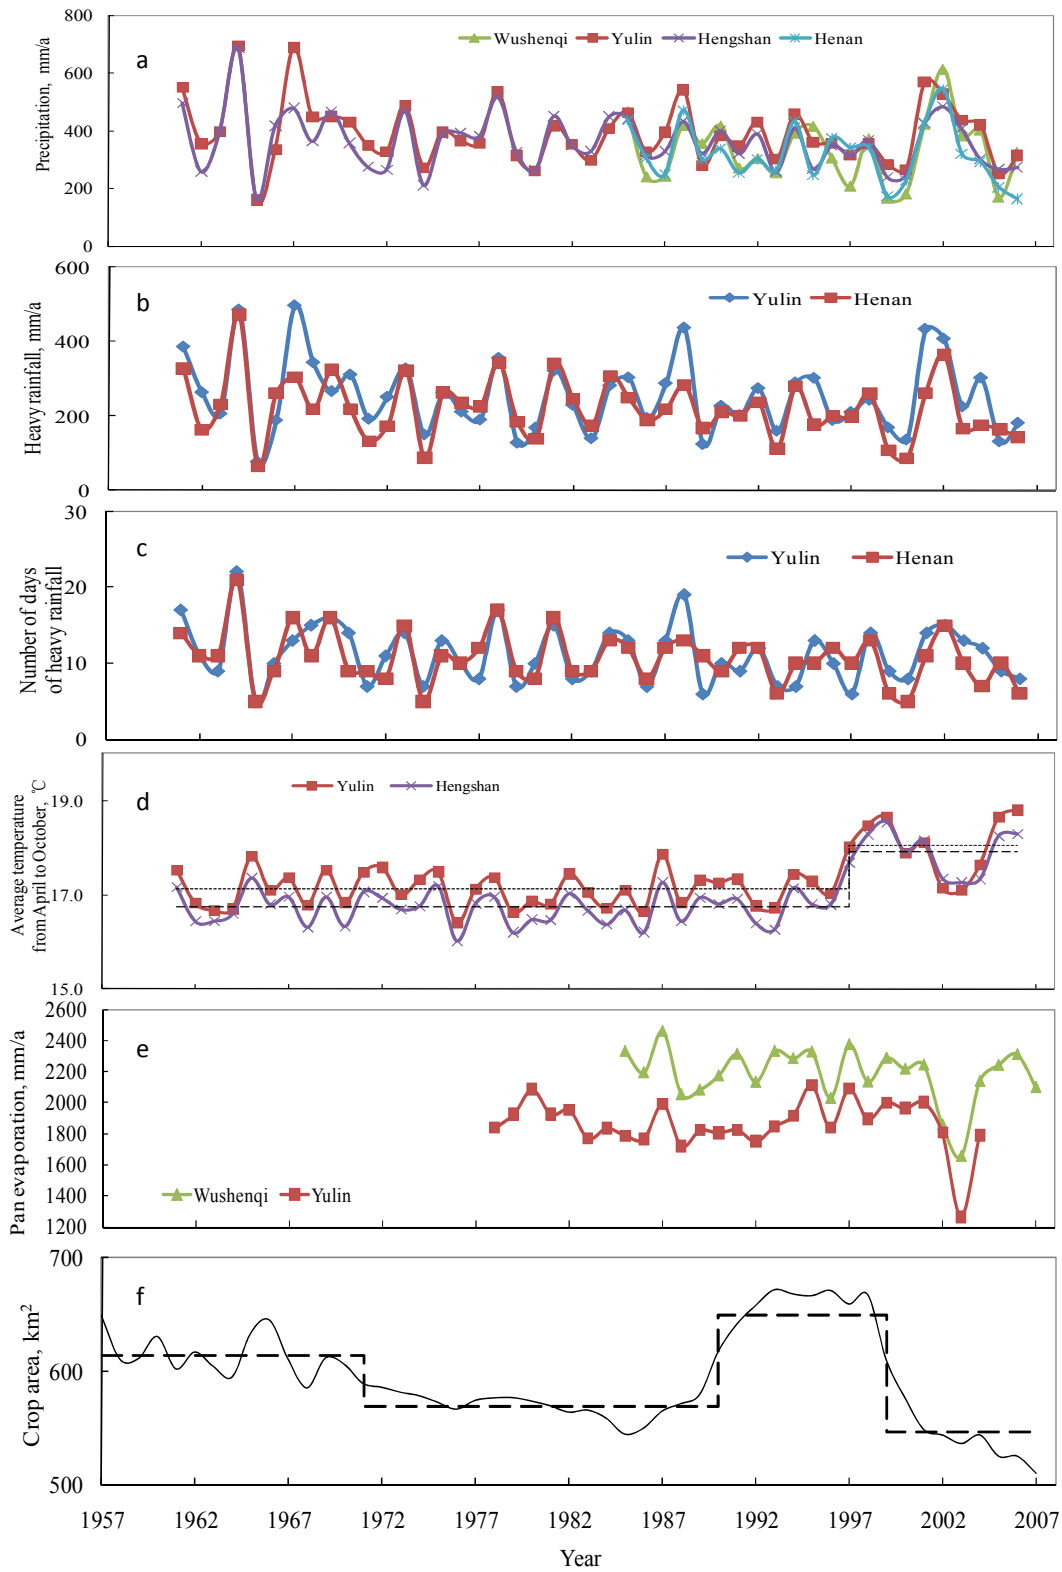 800
600
400
200
0
Precipitation, mm/a
a
Wushenqi Yulin Hengshan Henan
1957 1962 1967 1972 1977 1982 1987 1992 1997 2002 2007
600
400
200
0
Heavy rainfall, mm/a
b
Yulin Henan
30
20
10
0
Number of days
of heavy rainfall
c
Yulin Henan
19.0
17.0
15.0
Average temperature
from April to October, ℃
d
Yulin Hengshan
2600
2400
2200
2000
1800
1600
1400
1200
Pan evaporation, mm/a
e
Wushenqi Yulin
700
600
500
Crop area, km²
f
Year